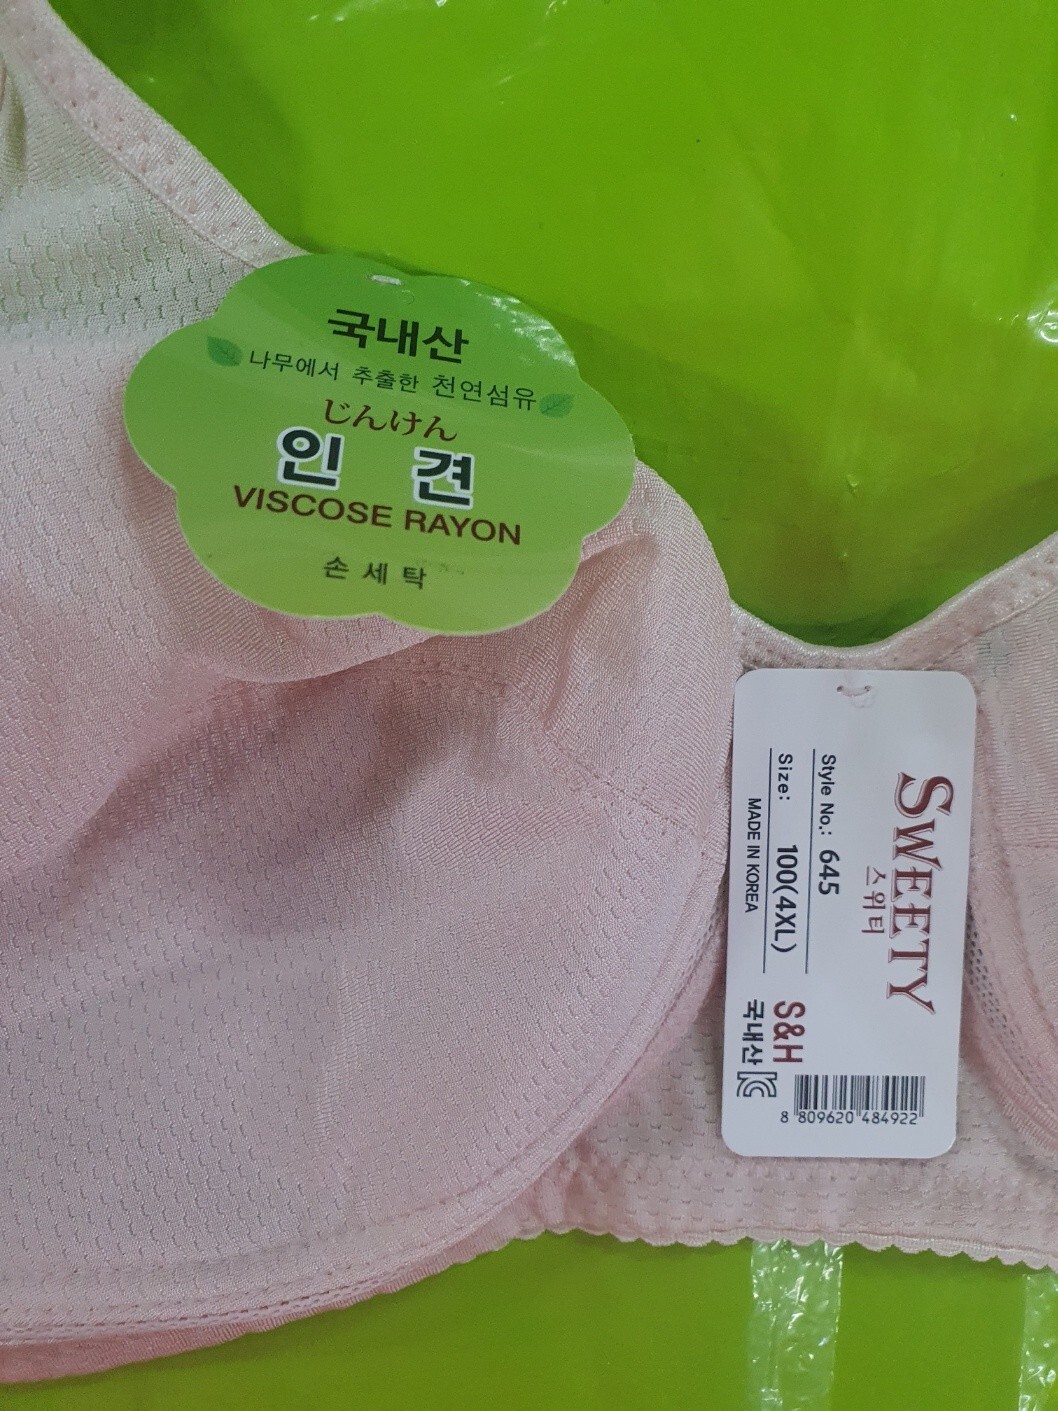 국내산
나무에서 추출한 천연섬유
じんけん
인 견
VISCOSE RAYON
손세탁
SWEETY
스위티
Style No.: 645
Size: 100(4XL)
MADE IN KOREA
S&H
국내산
8 809620 484922